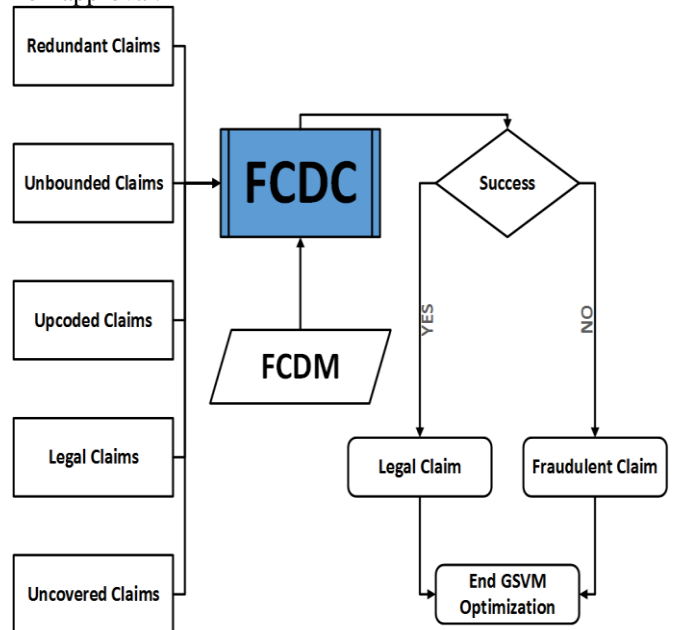 Redundant Claims
Unbounded Claims
Upcoded Claims
Legal Claims
Uncovered Claims
FCDC
FCDM
Success
YES
NO
Legal Claim
Fraudulent Claim
End GSVM
Optimization